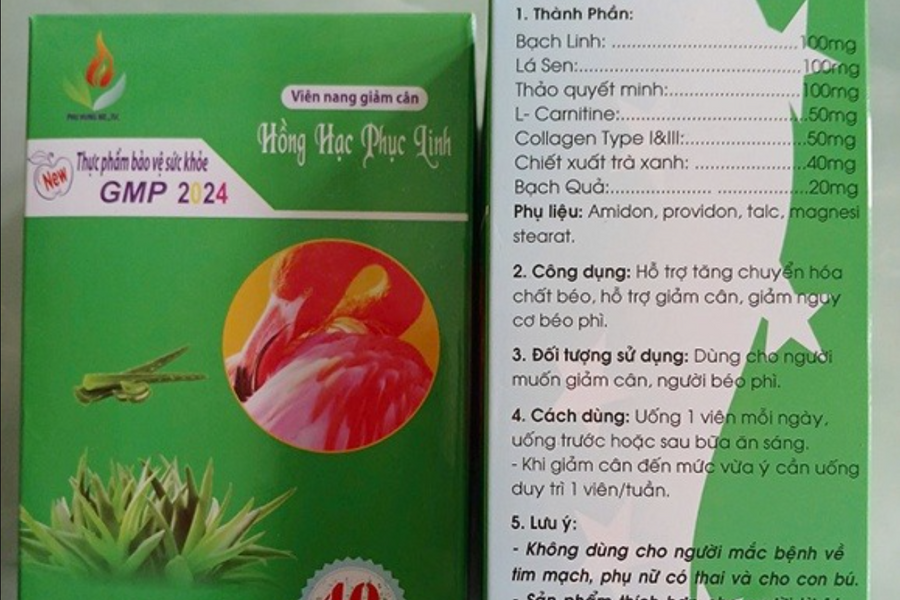 Viên nang giảm cân
Hồng Hạc Phục Linh
New
Thực phẩm bảo vệ sức khỏe
GMP 2024
1. Thành Phần:
Bạch Linh: ..............................100mg
Lá Sen:...................................100mg
Thảo quyết minh:....................100mg
L- Carnitine:............................50mg
Collagen Type I&III:..................50mg
Chiết xuất trà xanh: .................40mg
Bạch Quả:................ ...............20mg
Phụ liệu: Amidon, providon, talc, magnesi
stearat.
2. Công dụng: Hỗ trợ tăng chuyển hóa
chất béo, hỗ trợ giảm cân, giảm nguy
cơ béo phì.
3. Đối tượng sử dụng: Dùng cho người
muốn giảm cân, người béo phì.
4. Cách dùng: Uống 1 viên mỗi ngày,
uống trước hoặc sau bữa ăn sáng.
- Khi giảm cân đến mức vừa ý cần uống
duy trì 1 viên/tuần.
5. Lưu ý:
- Không dùng cho người mắc bệnh về
tim mạch, phụ nữ có thai và cho con bú.